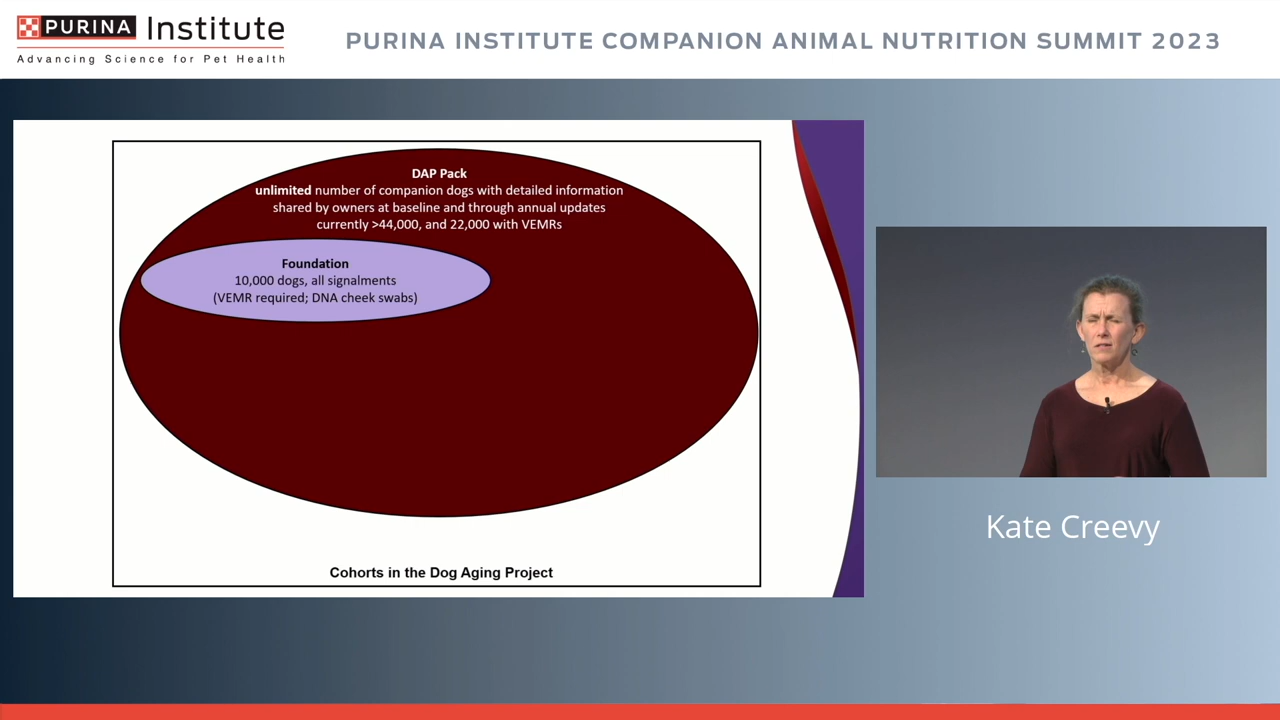 PURINA Institute
Advancing Science for Pet Health
PURINA INSTITUTE COMPANION ANIMAL NUTRITION SUMMIT 2023
DAP Pack
unlimited number of companion dogs with detailed information
shared by owners at baseline and through annual updates
currently >44,000, and 22,000 with VEMRs
Foundation
10,000 dogs, all signalments
(VEMR required; DNA cheek swabs)
Cohorts in the Dog Aging Project
Kate Creevy